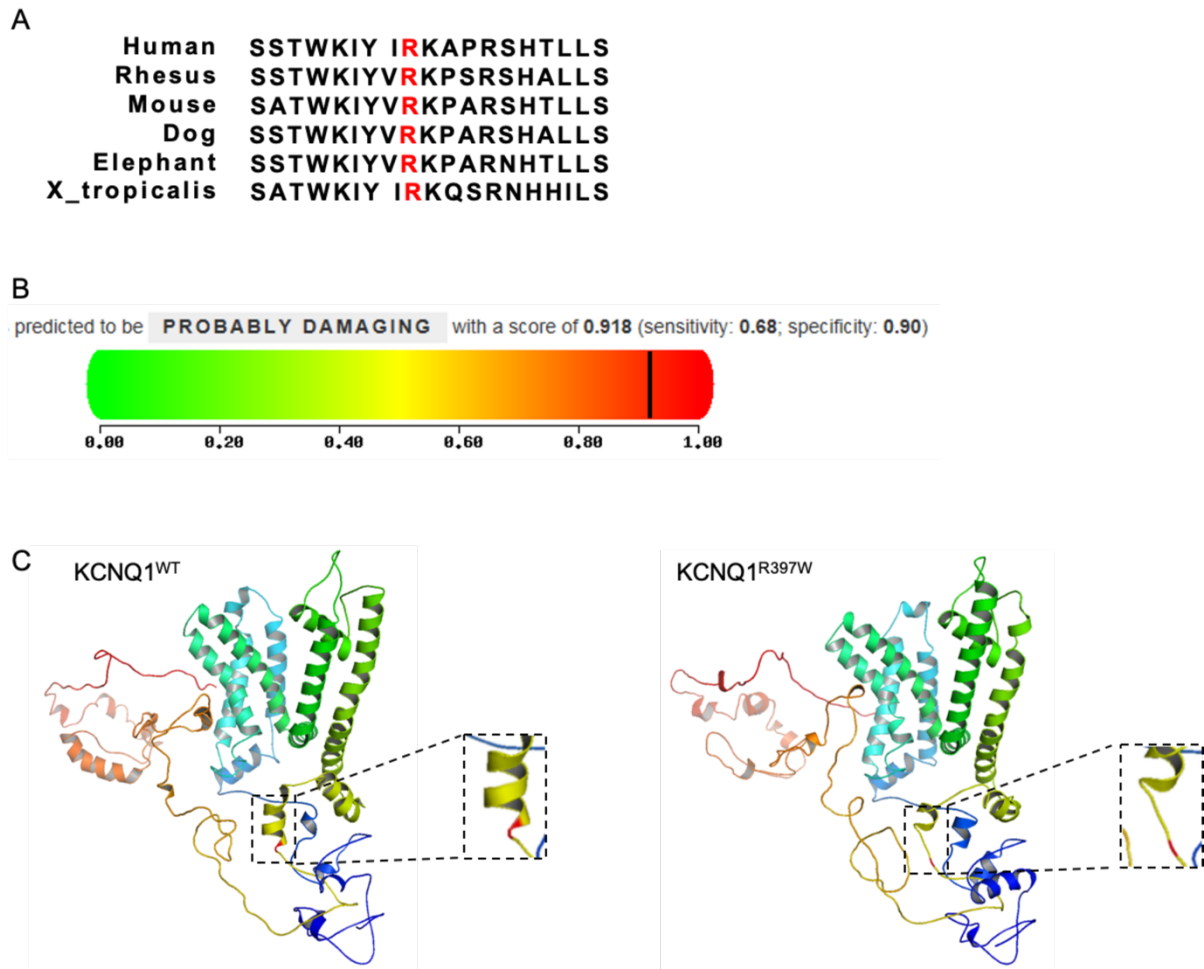 A
Human SSTWKIY IRKAPRSHTLLS
Rhesus SSTWKIYVRKPSRSHALLS
Mouse SATWKIYVRKPARSHTLLS
Dog SSTWKIYVRKPARSHALLS
Elephant SSTWKIYVRKPARNHTLLS
X_tropicalis SATWKIY IRKQSRNHHILS
B
predicted to be PROBABLY DAMAGING with a score of 0.918 (sensitivity: 0.68; specificity: 0.90)
0.00 0.20 0.40 0.60 0.80 1.00
C
KCNQ1WT KCNQ1R397W